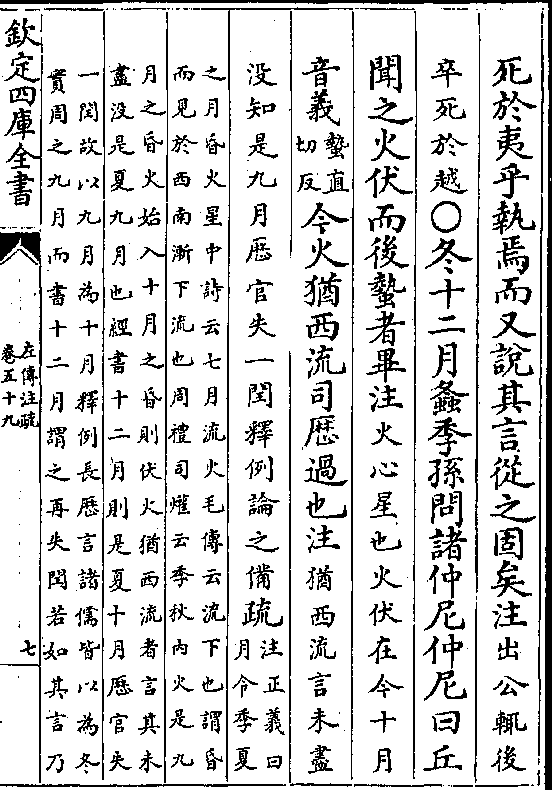 死於夷乎執焉而又說其言從之固矣注出公輒後
卒死於越〇冬十二月螽季孫問諸仲尼仲尼曰丘
聞之火伏而後蟄者畢注火心星也火伏在今十月
音義蟄直
切反
今火猶西流司厯過也注猶西流言未盡
没知是九月厯官失一閏釋例論之備疏注正義曰
月令季夏
之月昏火星中詩云七月流火毛傳云流下也謂昏
而見於西南漸下流也周禮司爟云季秋内火是九
月之昏火始入十月之昏則伏火猶西流者言其未
盡没是夏九月也經書十二月則是夏十月厯官失
一閏故以九月為十月釋例長厯言諸儒皆以為冬
實周之九月而書十二月謂之再失閏若如其言乃
欽定四庫全書
左傳注疏
卷五十九
七